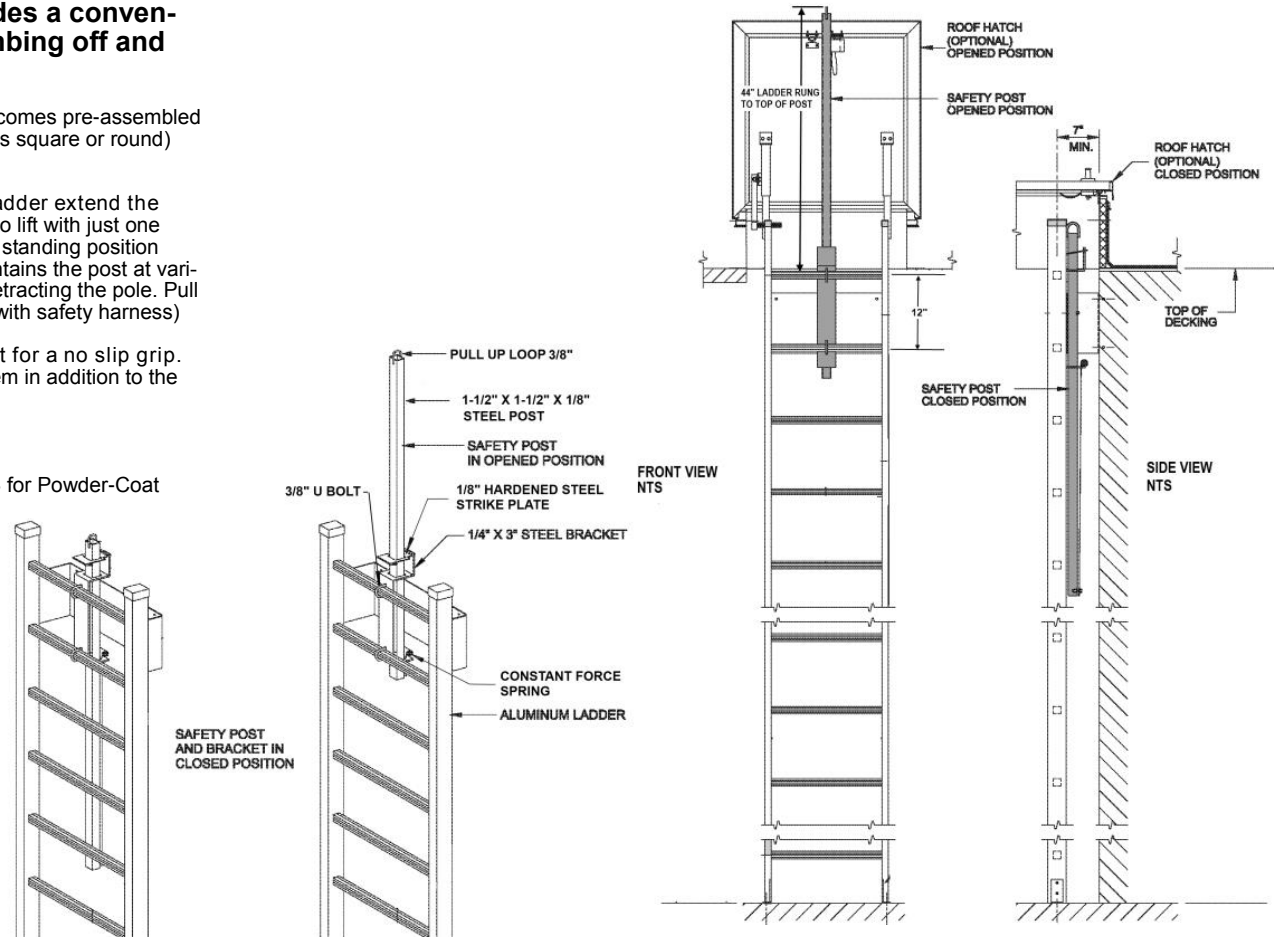 des a conven-
mbing off and
comes pre-assembled
s square or round)
adder extend the
o lift with just one
standing position
ntains the post at vari-
etracting the pole. Pull
with safety harness)
t for a no slip grip.
em in addition to the
for Powder-Coat
PULL UP LOOP 3/8"
1-1/2" X 1-1/2" X 1/8"
STEEL POST
SAFETY POST
IN OPENED POSITION
3/8" U BOLT
1/8" HARDENED STEEL
STRIKE PLATE
1/4" X 3" STEEL BRACKET
CONSTANT FORCE
SPRING
ALUMINUM LADDER
SAFETY POST
AND BRACKET IN
CLOSED POSITION
ROOF HATCH
(OPTIONAL)
OPENED POSITION
44" LADDER RUNG
TO TOP OF POST
SAFETY POST
OPENED POSITION
12"
FRONT VIEW
NTS
7"
MIN.
ROOF HATCH
(OPTIONAL)
CLOSED POSITION
TOP OF
DECKING
SAFETY POST
CLOSED POSITION
SIDE VIEW
NTS